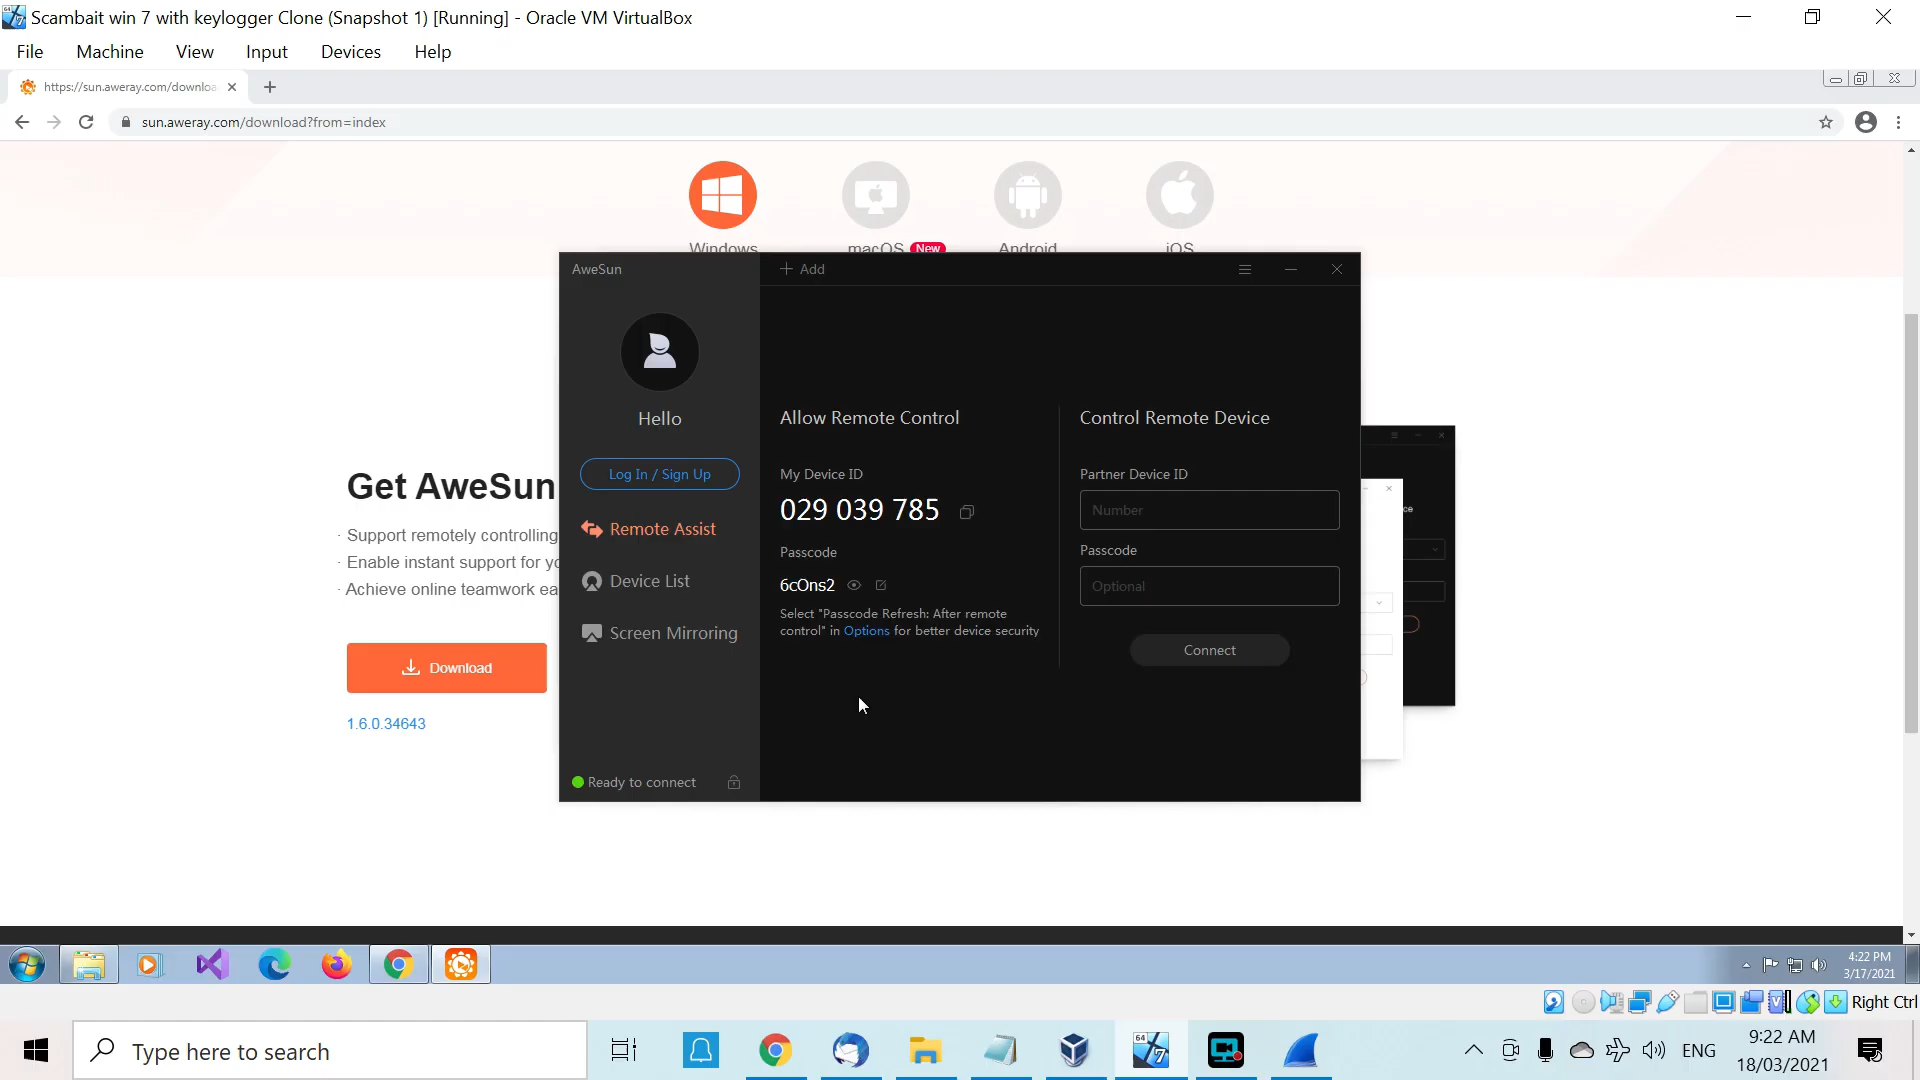 Scambait win 7 with keylogger Clone (Snapshot 1) [Running] - Oracle VM VirtualBox
File Machine View Input Devices Help
https://sun.aweray.com/downloa
sun.aweray.com/download?from=index
Windows macOS New Android iOS
AweSun
Add
Hello
Log In / Sign Up
Remote Assist
Device List
Screen Mirroring
Ready to connect
Allow Remote Control
My Device ID
029 039 785
Passcode
6cOns2
Select "Passcode Refresh: After remote
control" in Options for better device security
Control Remote Device
Partner Device ID
Number
Passcode
Optional
Connect
ce
Get AweSun
· Support remotely controlling
· Enable instant support for yo
· Achieve online teamwork ea
Download
1.6.0.34643
4:22 PM
3/17/2021
Right Ctrl
64
7
Type here to search
ENG
9:22 AM
18/03/2021